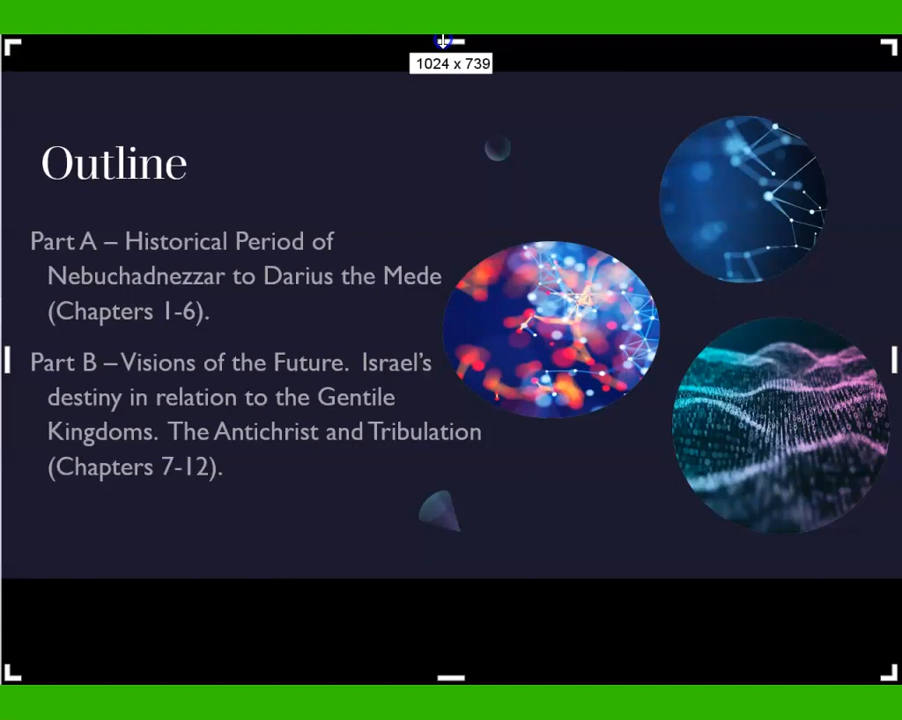 1024 x 739
Outline
Part A – Historical Period of
Nebuchadnezzar to Darius the Mede
(Chapters 1-6).
Part B – Visions of the Future.  Israel’s
destiny in relation to the Gentile
Kingdoms.  The Antichrist and Tribulation
(Chapters 7-12).